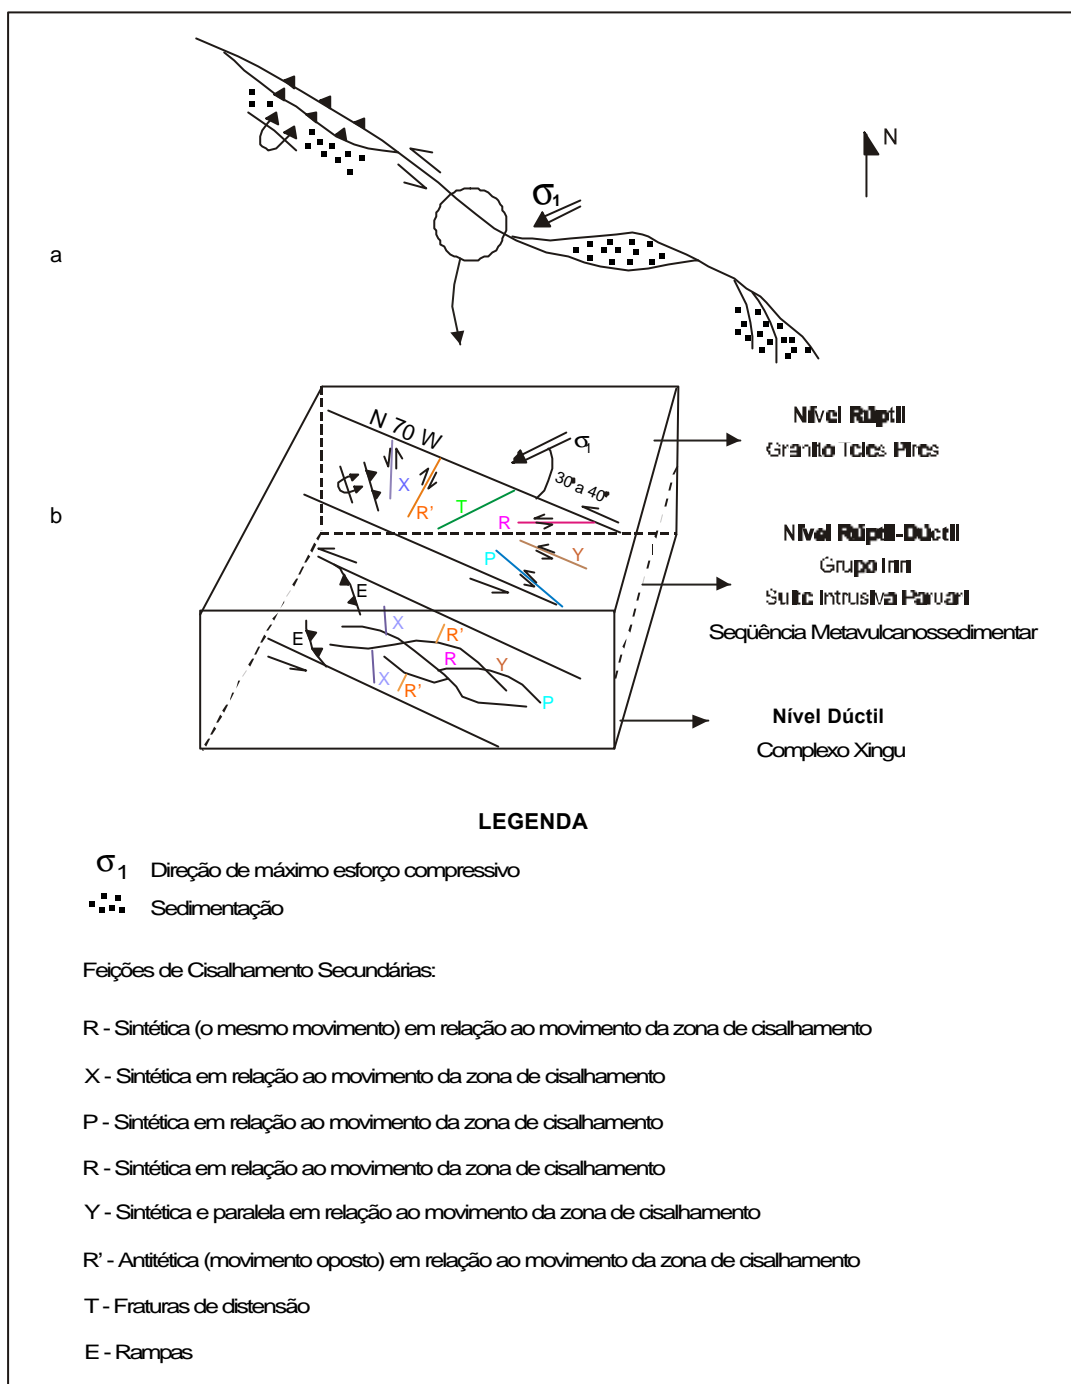 N
σ1
a
N 70 W
σ1
30° a 40°
X
R'
T
R
P
Y
b
E
X
R'
E
R
Y
X
R'
P
Nível Rúptil
Granito Teles Pires
Nível Rúptil-Dúctil
Grupo Iriri
Suíte Intrusiva Paruari
Seqüência Metavulcanossedimentar
Nível Dúctil
Complexo Xingu
LEGENDA
σ1 Direção de máximo esforço compressivo
Sedimentação
Feições de Cisalhamento Secundárias:
R - Sintética (o mesmo movimento) em relação ao movimento da zona de cisalhamento
X - Sintética em relação ao movimento da zona de cisalhamento
P - Sintética em relação ao movimento da zona de cisalhamento
R - Sintética em relação ao movimento da zona de cisalhamento
Y - Sintética e paralela em relação ao movimento da zona de cisalhamento
R' - Antitética (movimento oposto) em relação ao movimento da zona de cisalhamento
T - Fraturas de distensão
E - Rampas